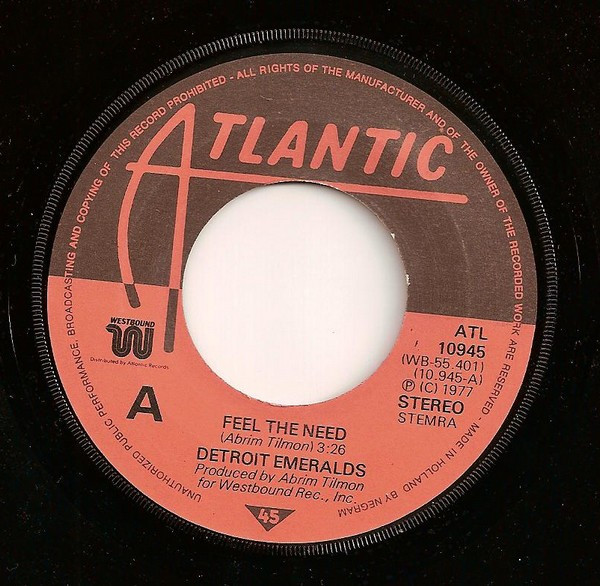 UNAUTHORIZED PUBLIC PERFORMANCE, BROADCASTING AND COPYING OF THIS RECORD PROHIBITED - ALL RIGHTS OF THE MANUFACTURER AND OF THE OWNER OF THE RECORDED WORK ARE RESERVED - MADE IN HOLLAND BY NEGRAM
ATLANTIC
WESTBOUND
W
Distributed by Atlantic Records
A
ATL
10945
(WB-55.401)
(10.945-A)
Ⓟ (C) 1977
STEREO
STEMRA
FEEL THE NEED
(Abrim Tilmon) 3:26
DETROIT EMERALDS
Produced by Abrim Tilmon
for Westbound Rec., Inc.
45